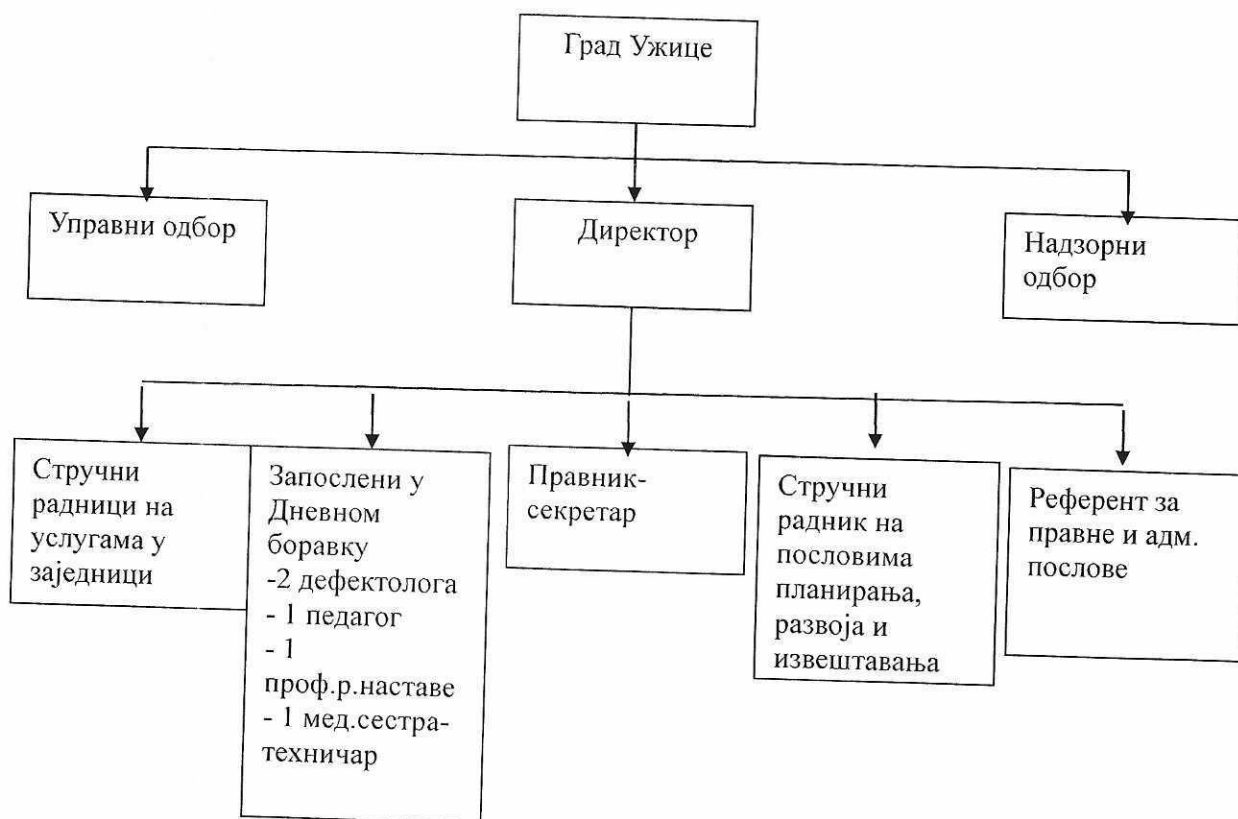 Град Ужице
Управни одбор
Директор
Надзорни
одбор
Стручни
радници на
услугама у
заједници
Запослени у
Дневном
боравку
-2 дефектолога
- 1 педагог
- 1
проф.р.наставе
- 1 мед.сестра-
техничар
Правник-
секретар
Стручни
радник на
пословима
планирања,
развоја и
извештавања
Референт за
правне и адм.
послове